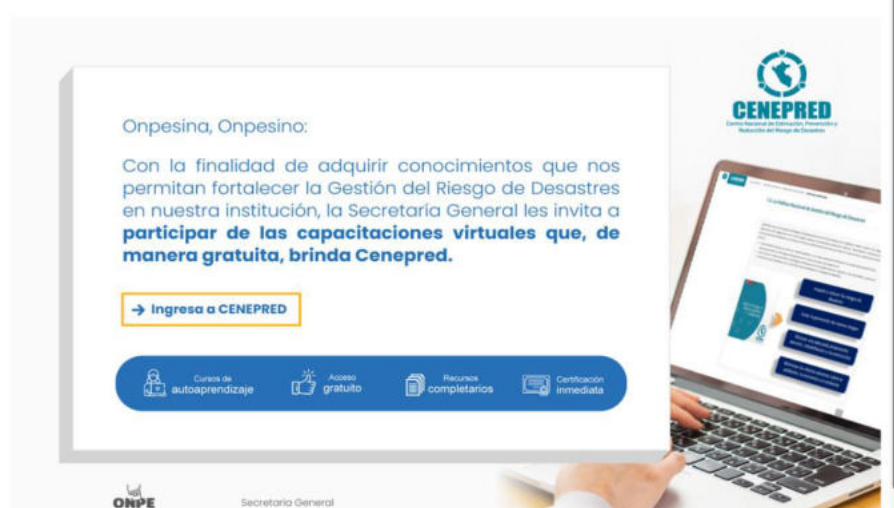 CENEPRED
Centro Nacional de Estimación, Prevención y
Reducción del Riesgo de Desastres
Onpesina, Onpesino:
Con la finalidad de adquirir conocimientos que nos
permitan fortalecer la Gestión del Riesgo de Desastres
en nuestra institución, la Secretaría General les invita a
participar de las capacitaciones virtuales que, de
manera gratuita, brinda Cenepred.
→ Ingresa a CENEPRED
Cursos de
autoaprendizaje
Acceso
gratuito
Recursos
completarios
Certificación
inmediata
ONPE
Secretaría General